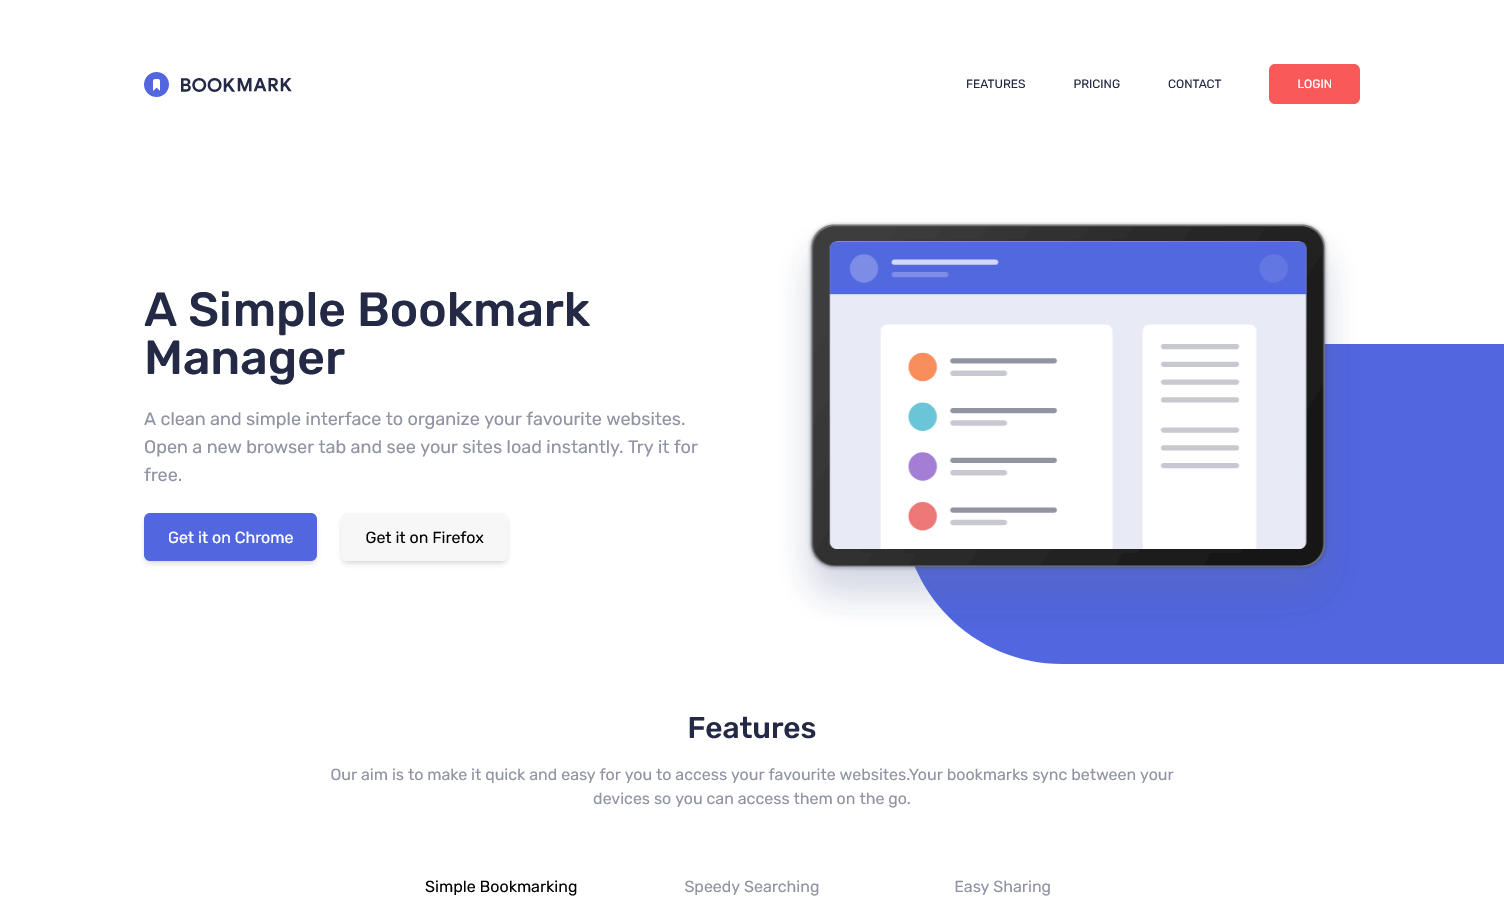 BOOKMARK
FEATURES PRICING CONTACT LOGIN
A Simple Bookmark
Manager
A clean and simple interface to organize your favourite websites.
Open a new browser tab and see your sites load instantly. Try it for
free.
Get it on Chrome Get it on Firefox
Features
Our aim is to make it quick and easy for you to access your favourite websites.Your bookmarks sync between your
devices so you can access them on the go.
Simple Bookmarking Speedy Searching Easy Sharing